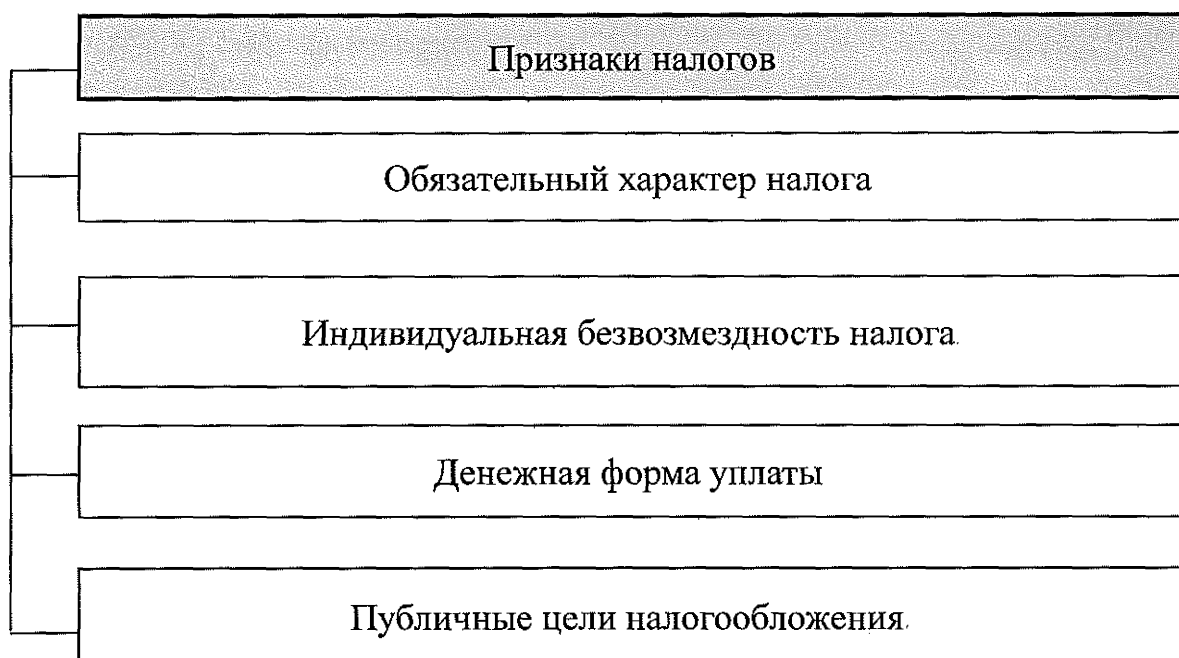 Признаки налогов
Обязательный характер налога
Индивидуальная безвозмездность налога
Денежная форма уплаты
Публичные цели налогообложения